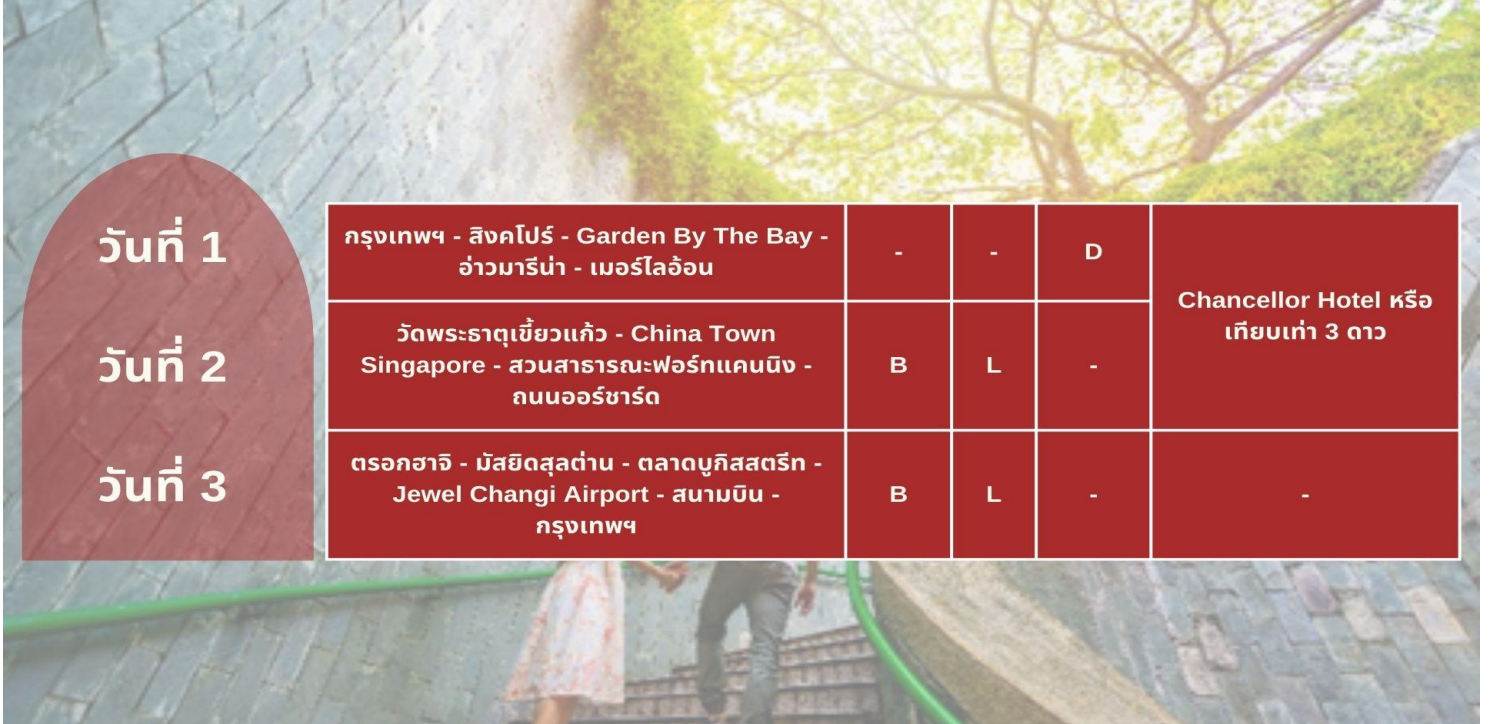 วันที่ 1
กรุงเทพฯ - สิงคโปร์ - Garden By The Bay -
อ่าวมารีน่า - เมอร์ไลอ้อน
-
-
D
Chancellor Hotel หรือ
เทียบเท่า 3 ดาว
วันที่ 2
วัดพระธาตุเขี้ยวแก้ว - China Town
Singapore - สวนสาธารณะฟอร์ทแคนนิง -
ถนนออร์ชาร์ด
B
L
-
วันที่ 3
ตรอกฮาจิ - มัสยิดสุลต่าน - ตลาดบูกิสสตรีท -
Jewel Changi Airport - สนามบิน -
กรุงเทพฯ
B
L
-
-